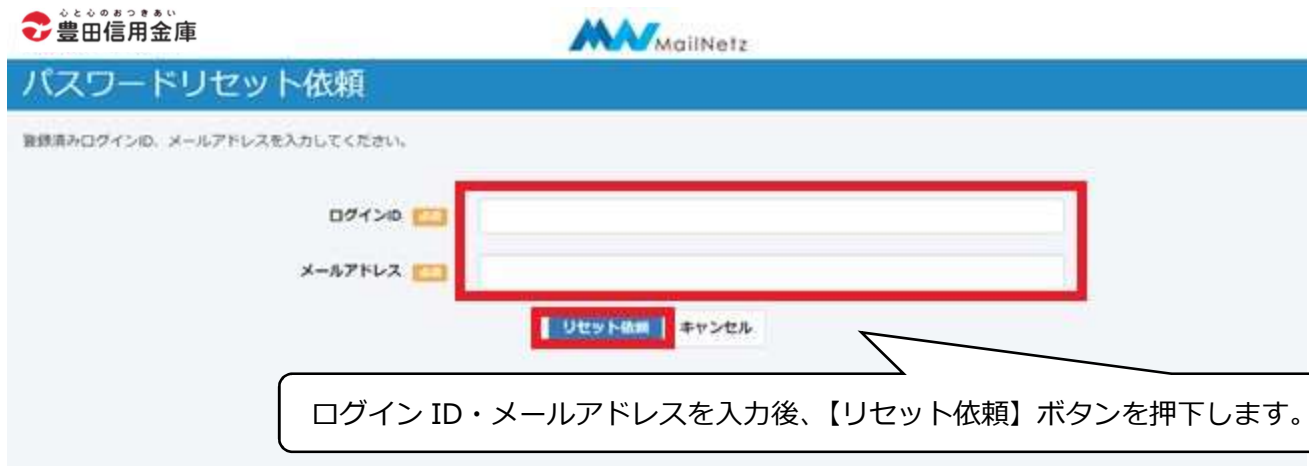 心と心のおつきあい
豊田信用金庫
MailNetz
パスワードリセット依頼
登録済みログインID、メールアドレスを入力してください。
ログインID 必須
メールアドレス 必須
リセット依頼 キャンセル
ログイン ID・メールアドレスを入力後、【リセット依頼】ボタンを押下します。